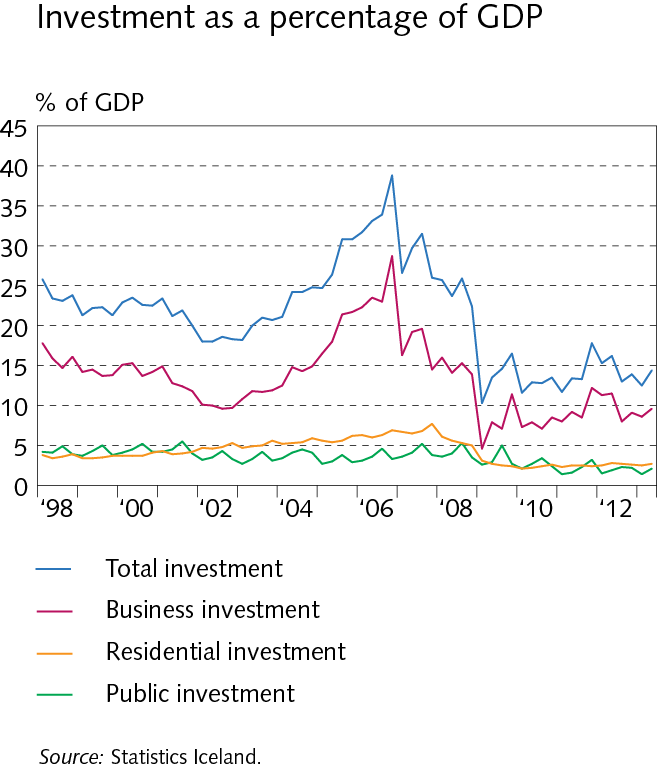 Investment as a percentage of GDP
% of GDP
45
40
35
30
25
20
15
10
5
0
‘98 ‘00 ‘02 ‘04 ‘06 ‘08 ‘10 ‘12
Total investment
Business investment
Residential investment
Public investment
Source: Statistics Iceland.